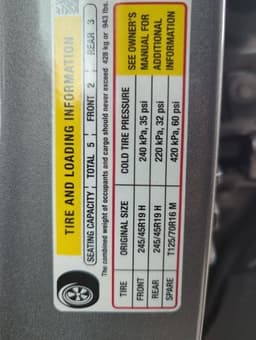 TIRE AND LOADING INFORMATION
SEATING CAPACITY TOTAL 5 FRONT 2 REAR 3
The combined weight of occupants and cargo should never exceed 428 kg or 943 lbs.
TIRE ORIGINAL SIZE COLD TIRE PRESSURE SEE OWNER'S
FRONT 245/45R19 H 240 kPa, 35 psi MANUAL FOR
REAR 245/45R19 H 220 kPa, 32 psi ADDITIONAL
SPARE T125/70R16 M 420 kPa, 60 psi INFORMATION